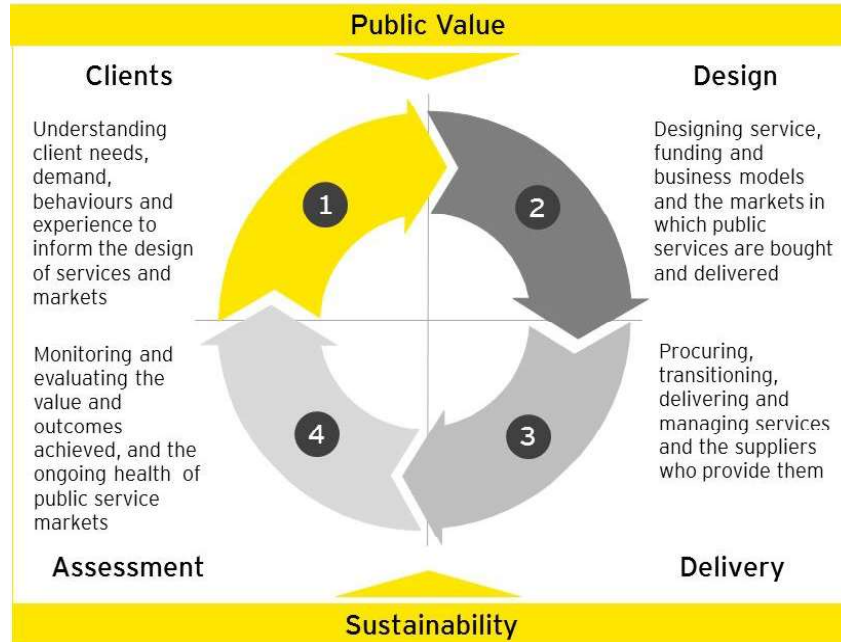 Public Value
Clients
Understanding
client needs,
demand,
behaviours and
experience to
inform the design
of services and
markets
1
Design
Designing service,
funding and
business models
and the markets in
which public
services are bought
and delivered
2
Procuring,
transitioning,
delivering and
managing services
and the suppliers
who provide them
Delivery
3
Monitoring and
evaluating the
value and
outcomes
achieved, and the
ongoing health of
public service
markets
Assessment
4
Sustainability